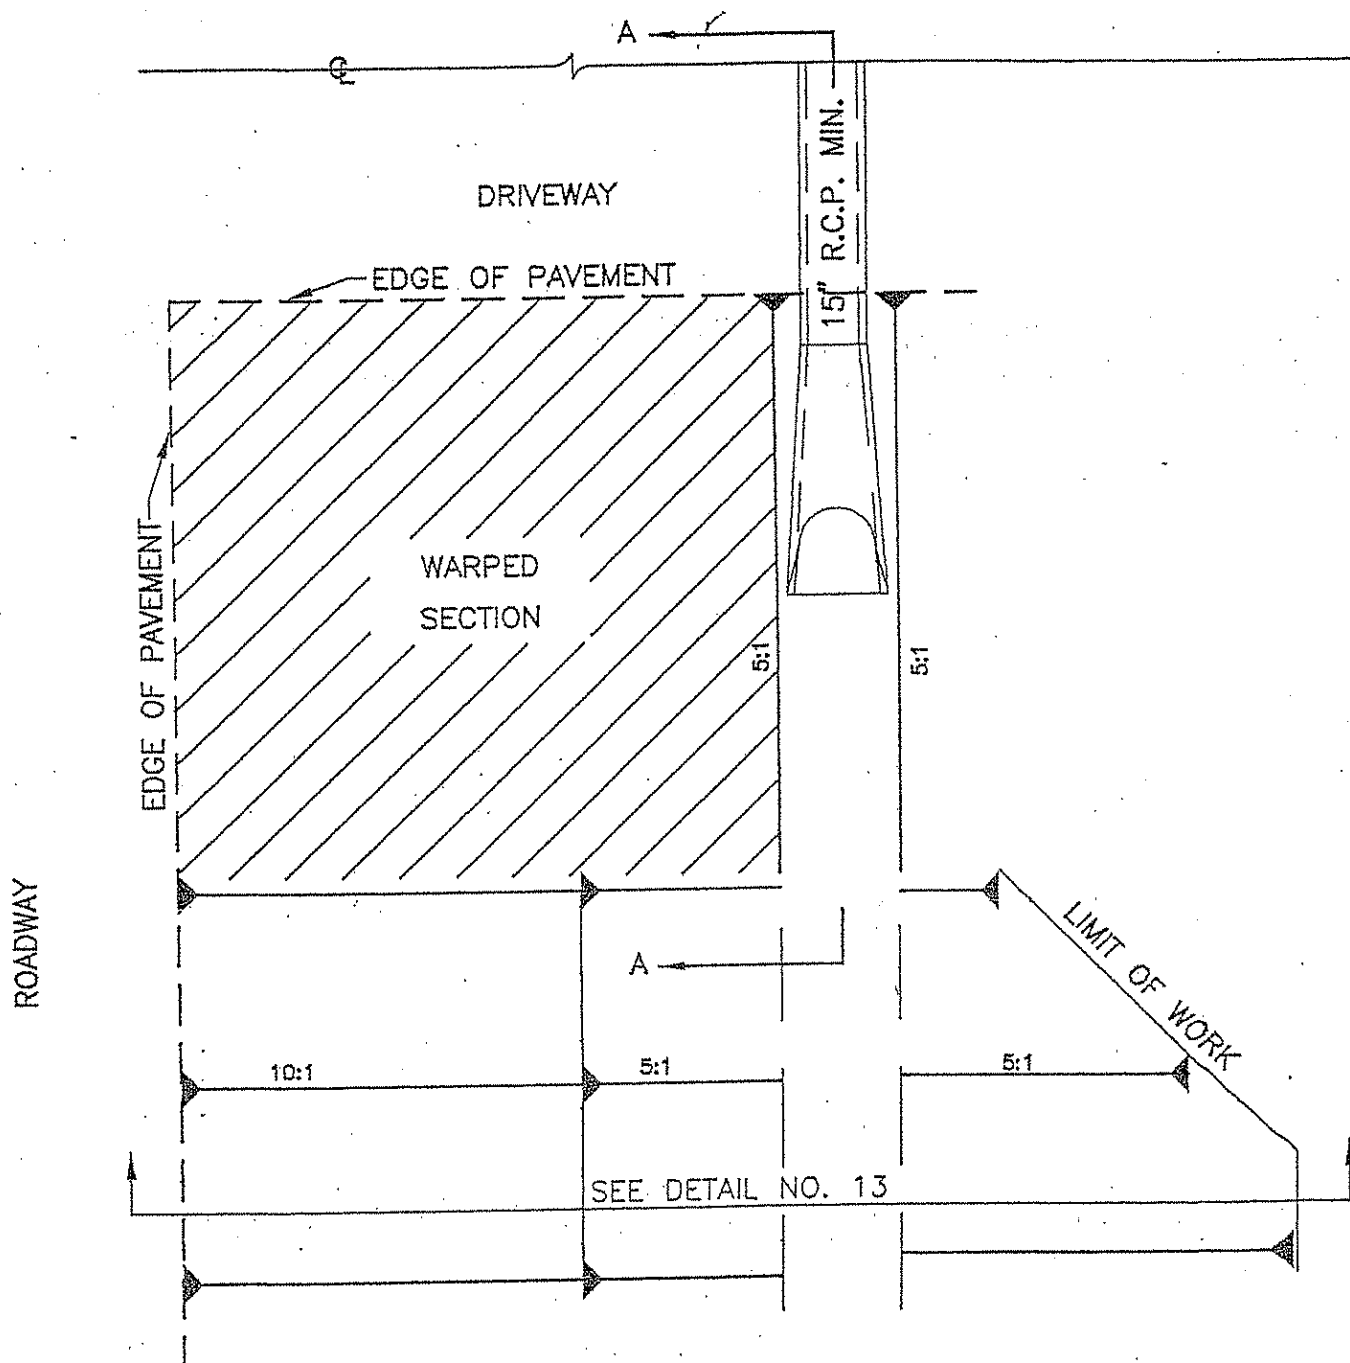 A
℄
15" R.C.P. MIN.
DRIVEWAY
EDGE OF PAVEMENT
EDGE OF PAVEMENT
WARPED
SECTION
5:1
5:1
ROADWAY
A
LIMIT OF WORK
10:1
5:1
5:1
SEE DETAIL NO. 13